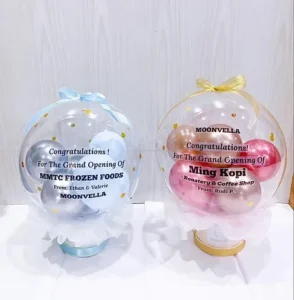 Congratulations !
For The Grand Opening Of
MMTC FROZEN FOODS
From: Ethan & Valerie
MOONVELLA
MOONVELLA
Congratulations!
For The Grand Opening Of
Ming Kopi
Roastery & Coffee Shop
From: Rudi P